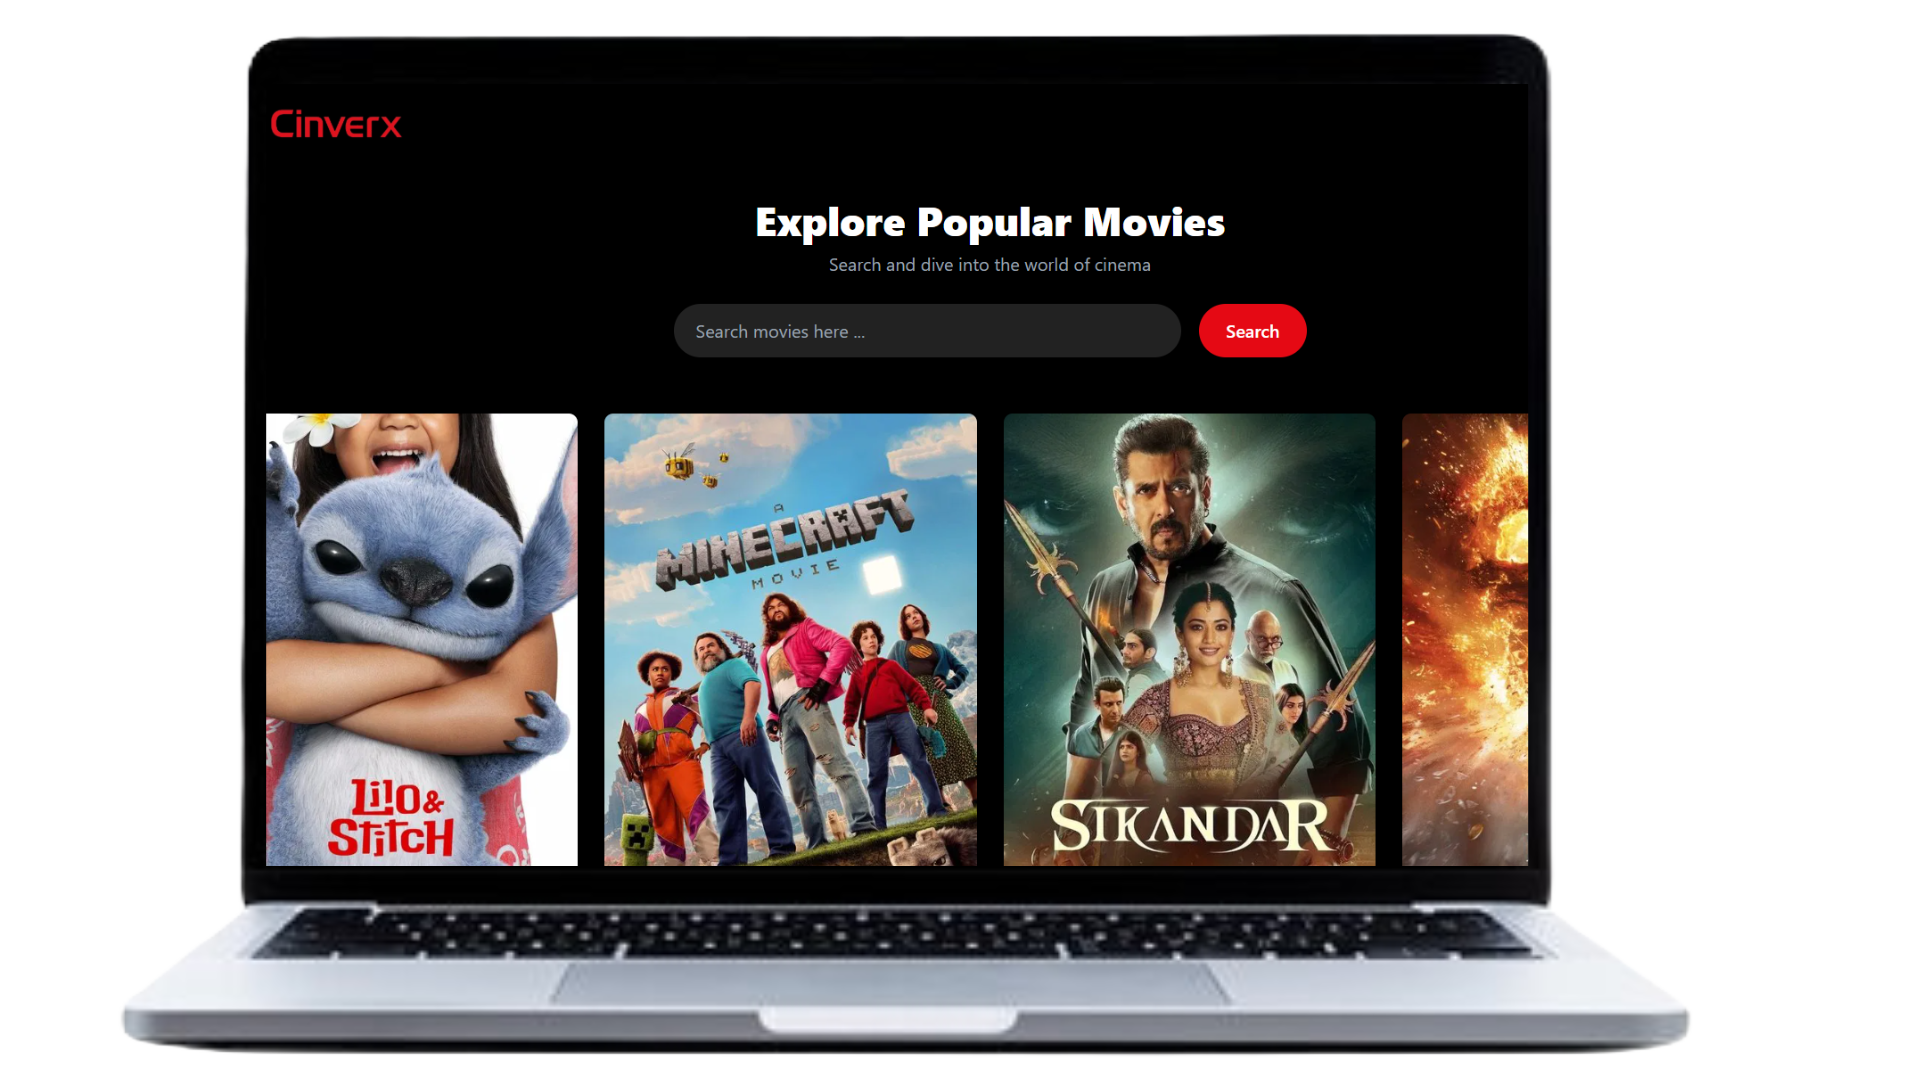 Cinverx
Explore Popular Movies
Search and dive into the world of cinema
Search movies here ...
Search
LiLO &
STiTCH
A
MINECRAFT
MOVIE
SIKANDAR